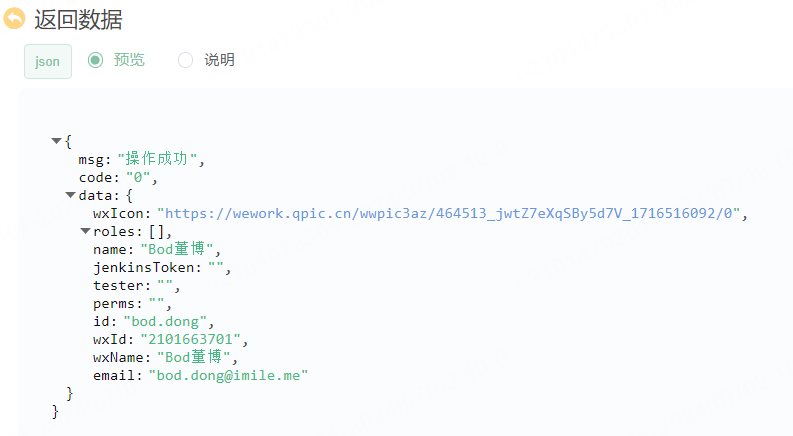 返回数据
json 预览 说明
{
msg: "操作成功",
code: "0",
data: {
wxIcon: "https://wework.qpic.cn/wwpic3az/464513_jwtZ7eXqSBy5d7V_1716516092/0",
roles: [],
name: "Bod董博",
jenkinsToken: "",
tester: "",
perms: "",
id: "bod.dong",
wxId: "2101663701",
wxName: "Bod董博",
email: "bod.dong@imile.me"
}
}